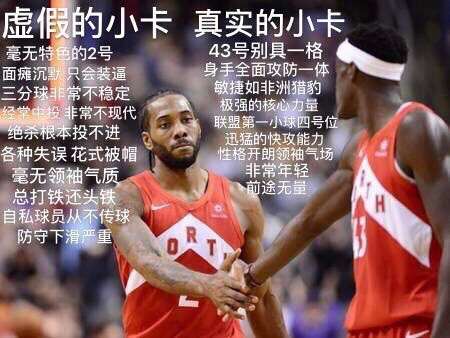 虚假的小卡
毫无特色的2号
面瘫沉默 只会装逼
三分球非常不稳定
经常中投 非常不现代
绝杀根本投不进
各种失误 花式被帽
毫无领袖气质
总打铁还头铁
自私球员从不传球
防守下滑严重
真实的小卡
43号别具一格
身手全面攻防一体
敏捷如非洲猎豹
极强的核心力量
联盟第一小球四号位
迅猛的快攻能力
性格开朗领袖气场
非常年轻
前途无量
ORTH
2
RTH
43